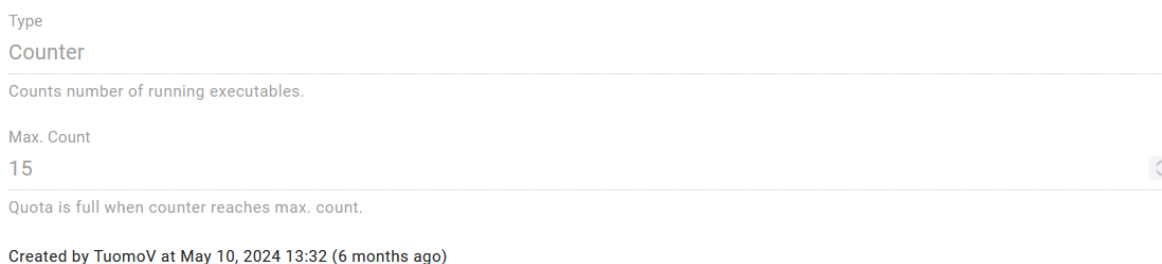 Type
Counter
Counts number of running executables.
Max. Count
15
Quota is full when counter reaches max. count.
Created by TuomoV at May 10, 2024 13:32 (6 months ago)